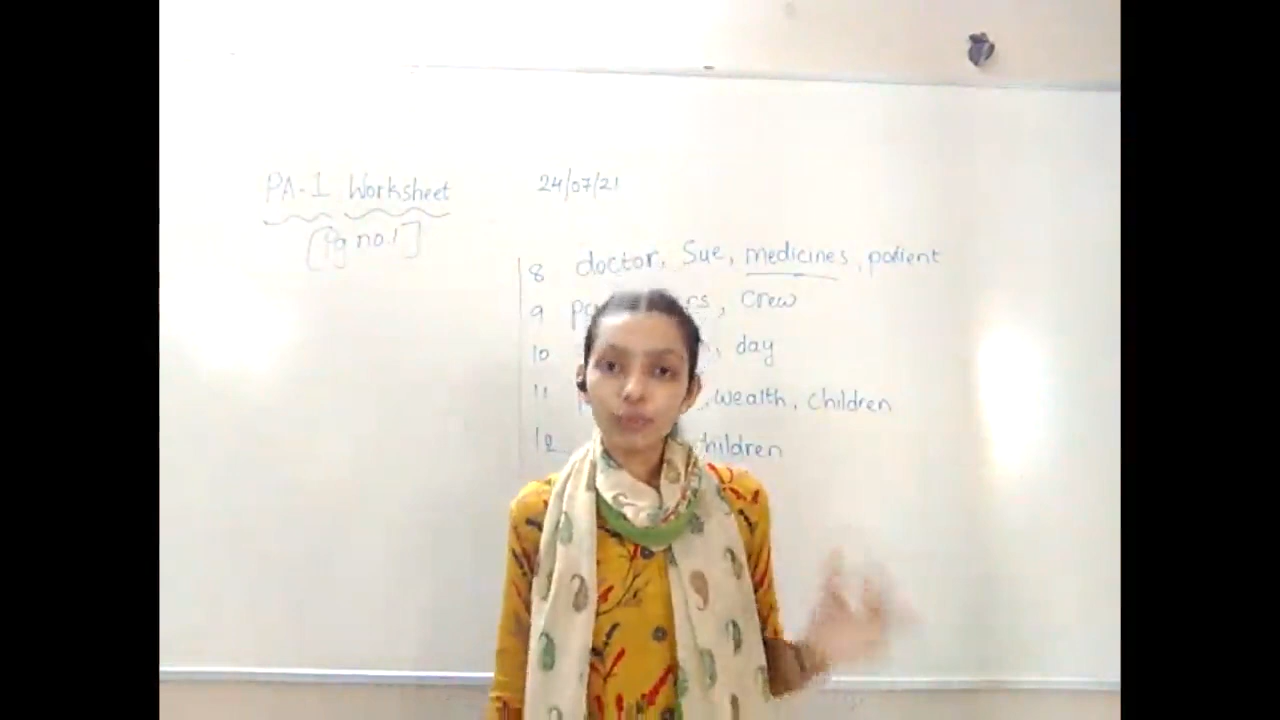 PA-1 Worksheet
24/07/21
[Pg no.1]
8 doctor, Sue, medicines, patient
9 crew
10 day
11 wealth, children
12 children